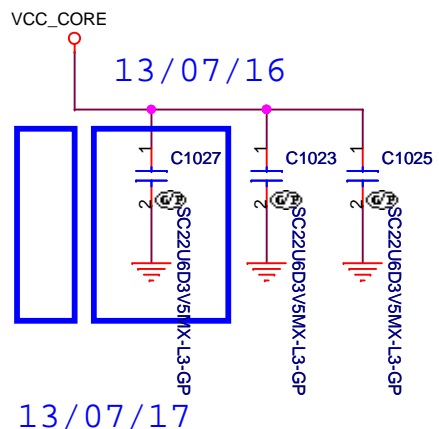 VCC_CORE
13/07/16
1
C1027
2
G/P
SC22U6D3V5MX-L3-GP
1
C1023
2
G/P
SC22U6D3V5MX-L3-GP
1
C1025
2
G/P
SC22U6D3V5MX-L3-GP
13/07/17